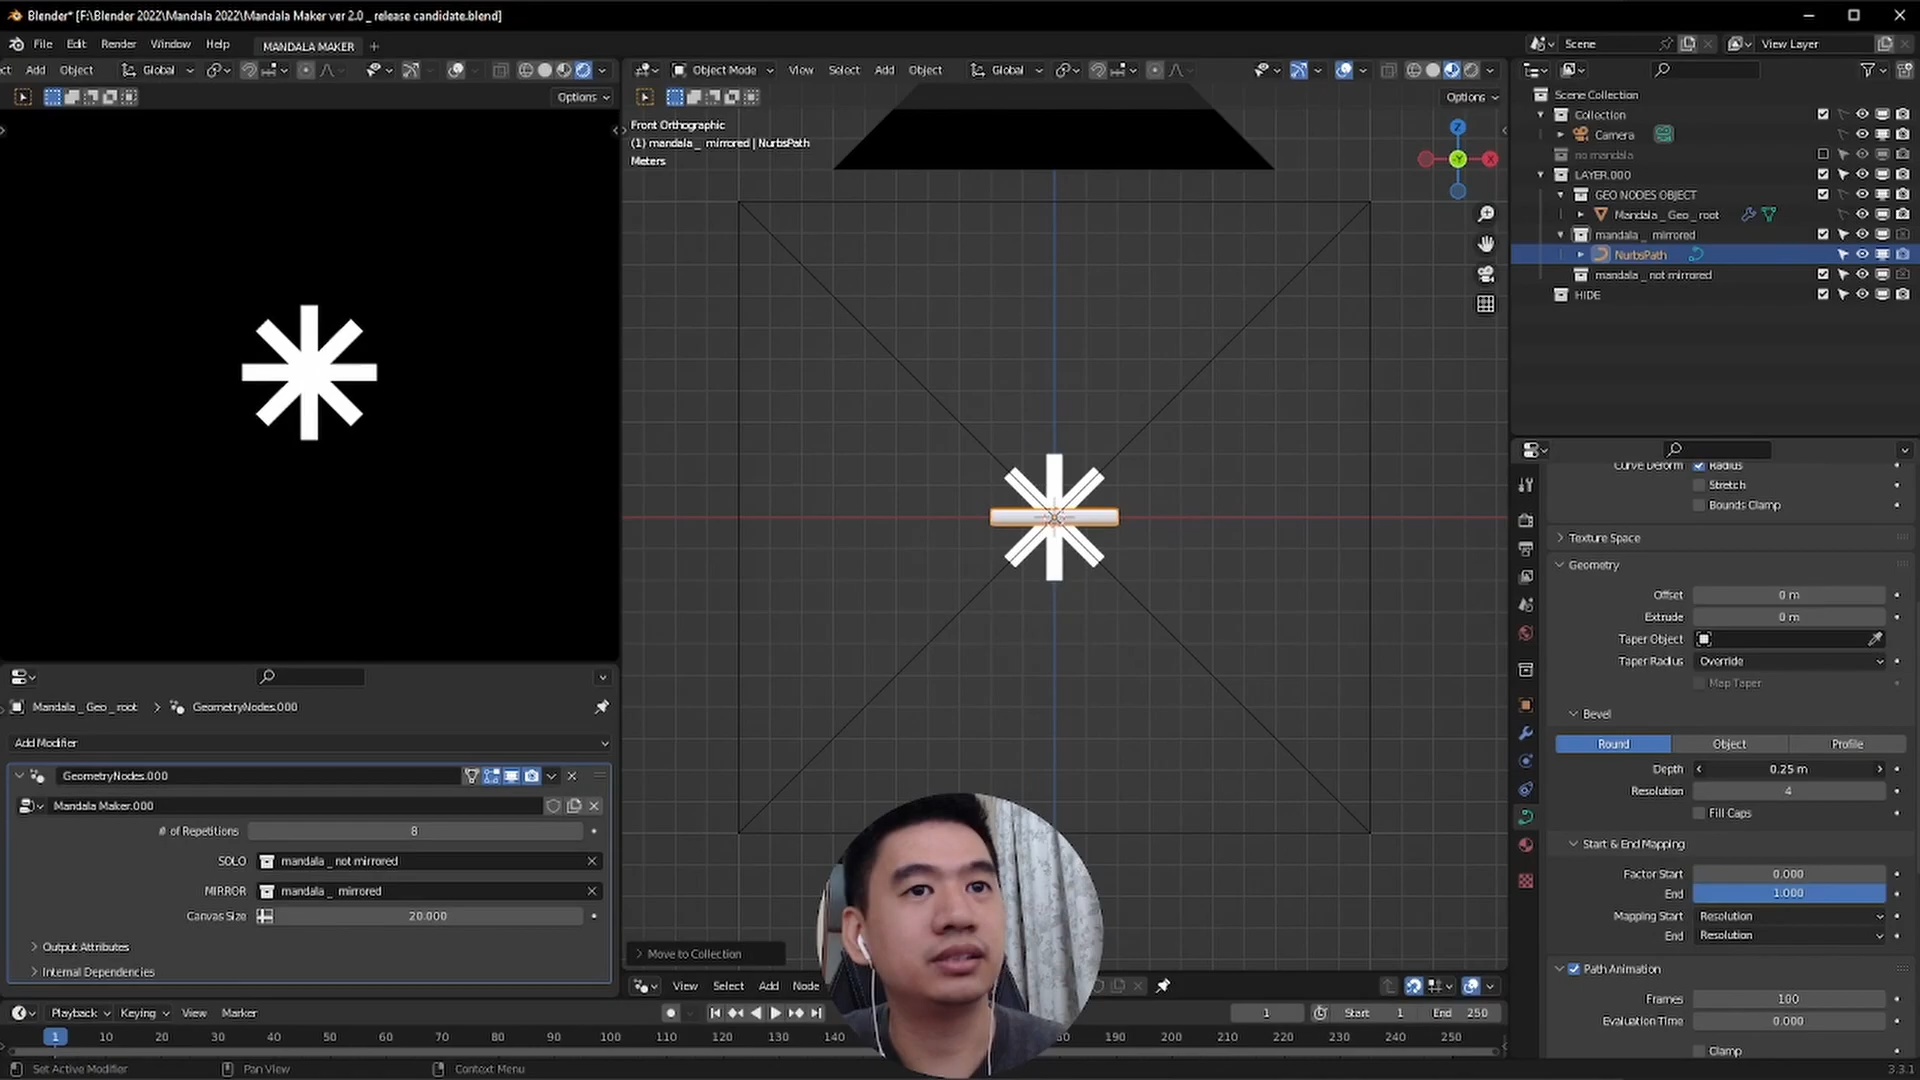 Blender* [F:\Blender 2022\Mandala 2022\Mandala Maker ver 2.0 _ release candidate.blend]
File Edit Render Window Help MANDALA MAKER +
Scene View Layer
Add Object Global
Object Mode View Select Add Object Global
Options
Options
Front Orthographic
(1) mandala _ mirrored | NurbsPath
Meters
Z
Y
X
Scene Collection
Collection
Camera
no mandala
LAYER.000
GEO NODES OBJECT
Mandala _ Geo _ root
mandala _ mirrored
NurbsPath
mandala _ not mirrored
HIDE
Curve Deform Radius
Stretch
Bounds Clamp
Texture Space
Geometry
Offset 0 m
Extrude 0 m
Taper Object
Taper Radius Override
Map Taper
Bevel
Round Object Profile
Depth 0.25 m
Resolution 4
Fill Caps
Start & End Mapping
Factor Start 0.000
End 1.000
Mapping Start Resolution
End Resolution
Path Animation
Frames 100
Evaluation Time 0.000
Clamp
Mandala _ Geo _ root > GeometryNodes.000
Add Modifier
GeometryNodes.000
Mandala Maker.000
# of Repetitions 8
SOLO mandala _ not mirrored
MIRROR mandala _ mirrored
Canvas Size 20.000
Output Attributes
Internal Dependencies
Move to Collection
View Select Add Node
Playback Keying View Marker
1 Start 1 End 250
1 10 20 30 40 50 60 70 80 90 100 110 120 130 140 190 200 210 220 230 240 250
Set Active Modifier Pan View Context Menu
3.3.1